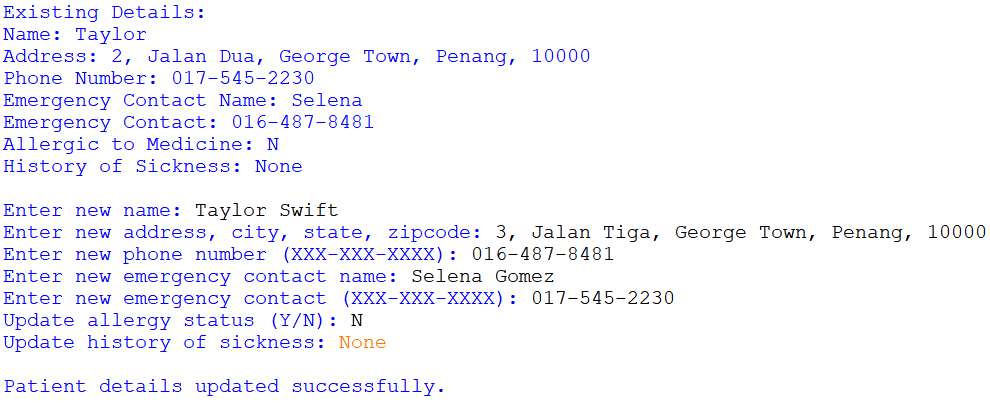 Existing Details:
Name: Taylor
Address: 2, Jalan Dua, George Town, Penang, 10000
Phone Number: 017-545-2230
Emergency Contact Name: Selena
Emergency Contact: 016-487-8481
Allergic to Medicine: N
History of Sickness: None
Enter new name: Taylor Swift
Enter new address, city, state, zipcode: 3, Jalan Tiga, George Town, Penang, 10000
Enter new phone number (XXX-XXX-XXXX): 016-487-8481
Enter new emergency contact name: Selena Gomez
Enter new emergency contact (XXX-XXX-XXXX): 017-545-2230
Update allergy status (Y/N): N
Update history of sickness: None
Patient details updated successfully.